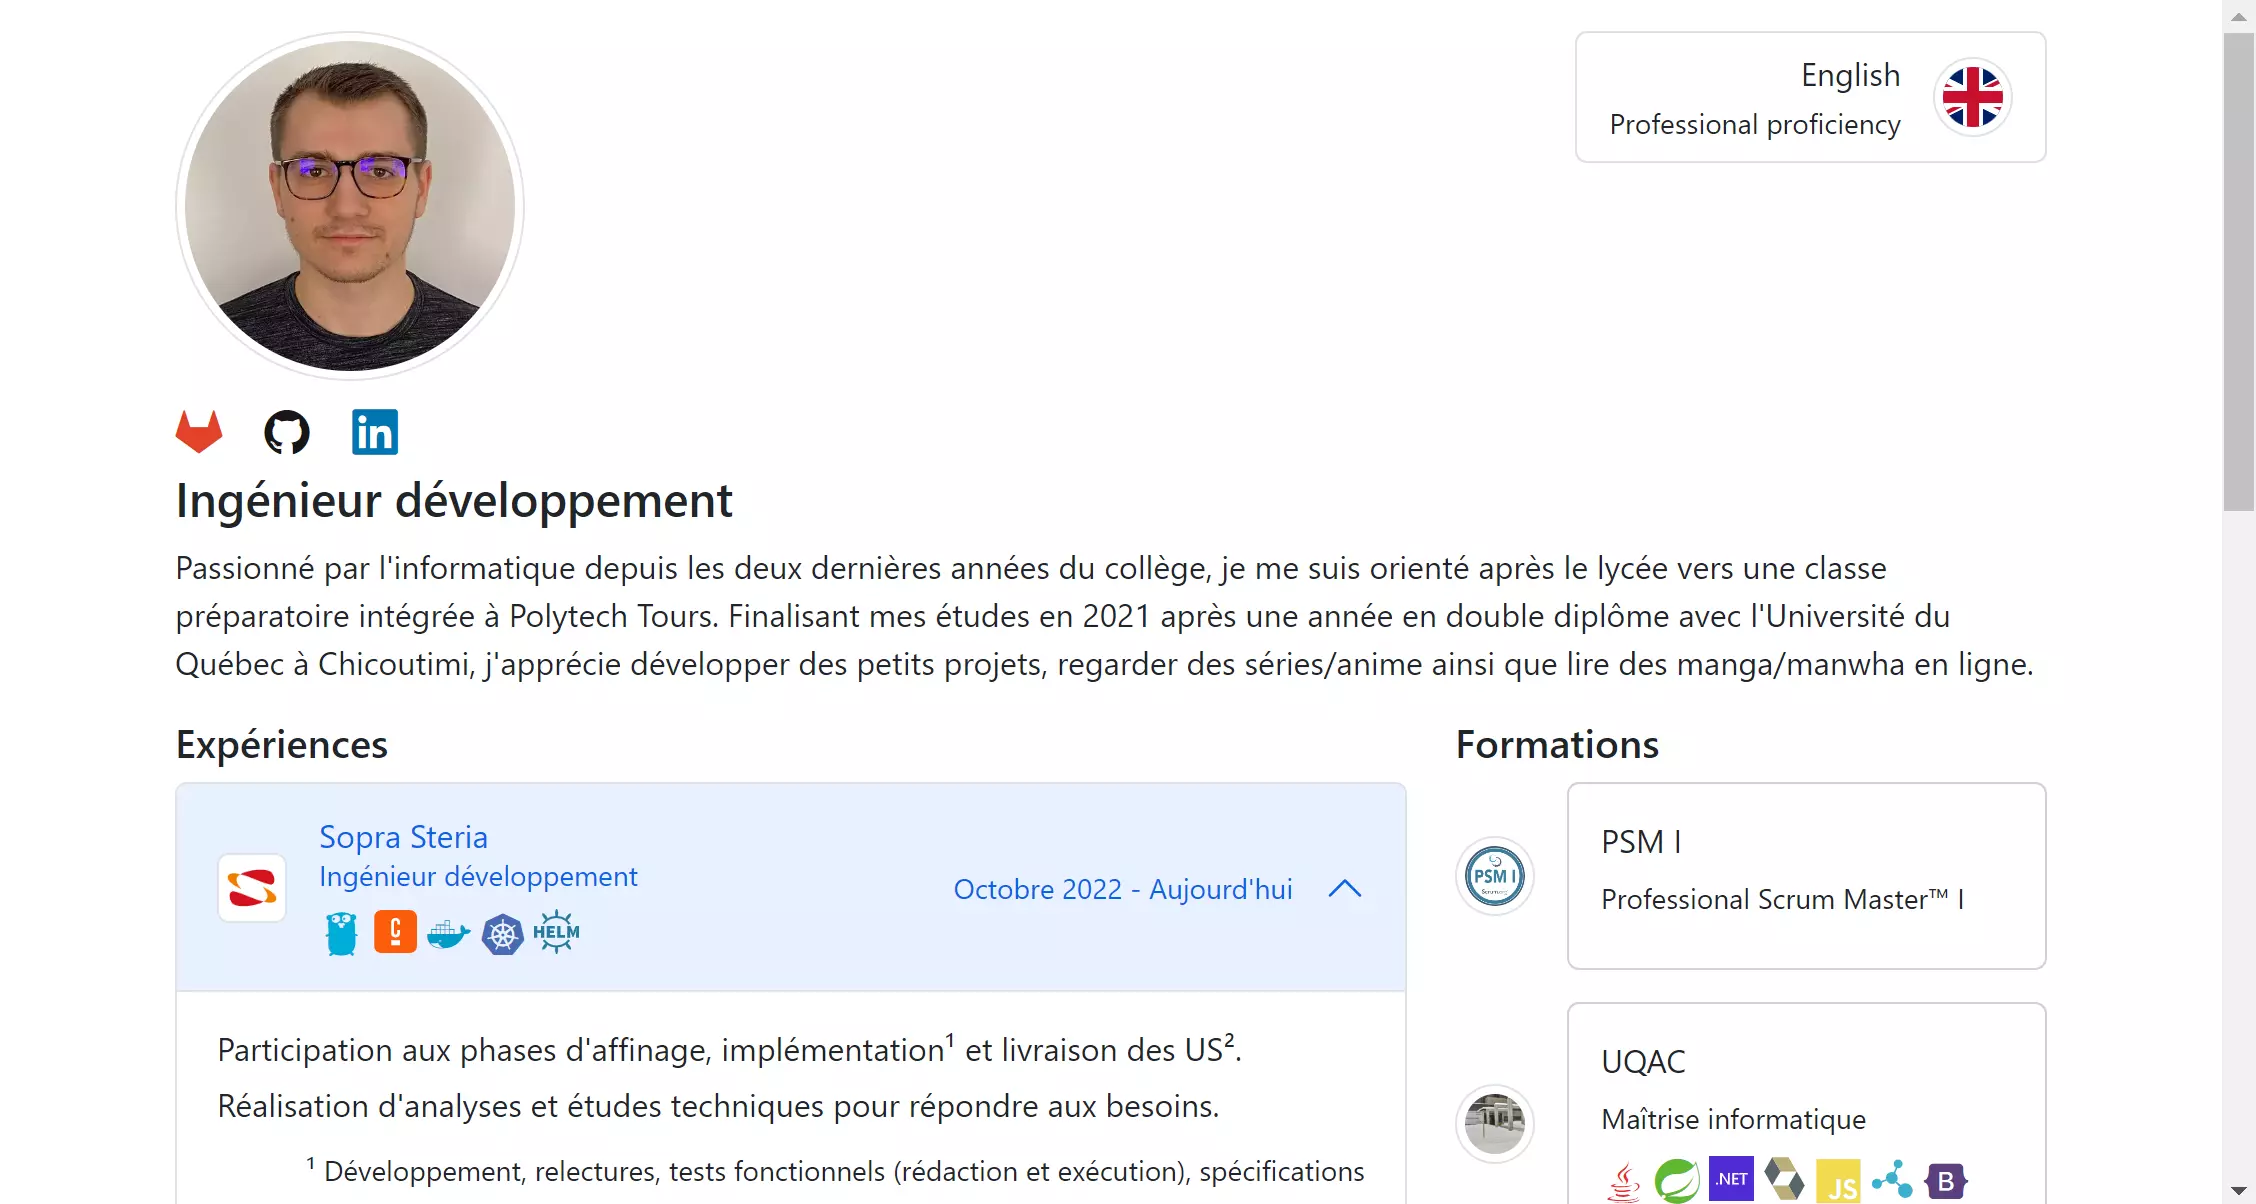 English
Professional proficiency
Ingénieur développement
Passionné par l'informatique depuis les deux dernières années du collège, je me suis orienté après le lycée vers une classe
préparatoire intégrée à Polytech Tours. Finalisant mes études en 2021 après une année en double diplôme avec l'Université du
Québec à Chicoutimi, j'apprécie développer des petits projets, regarder des séries/anime ainsi que lire des manga/manwha en ligne.
Expériences
Sopra Steria
Ingénieur développement
HELM
Octobre 2022 - Aujourd'hui
Participation aux phases d'affinage, implémentation¹ et livraison des US².
Réalisation d'analyses et études techniques pour répondre aux besoins.
¹ Développement, relectures, tests fonctionnels (rédaction et exécution), spécifications
Formations
PSM I
PSM I
Professional Scrum Master™ I
UQAC
Maîtrise informatique
.NET
JS
B